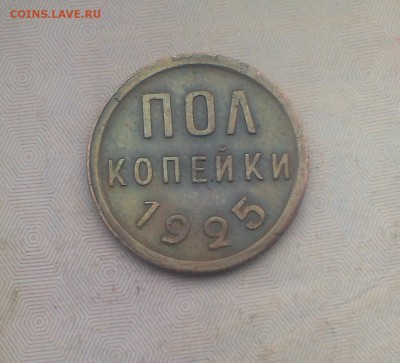 COINS.LAVE.RU
ПОЛ
КОПЕЙКИ
1925